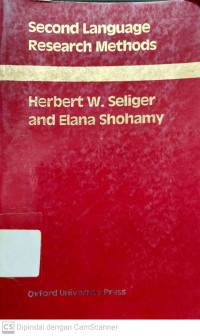 Second Language
Research Methods
Herbert W. Seliger
and Elana Shohamy
Oxford University Press
CS Dipindai dengan CamScanner